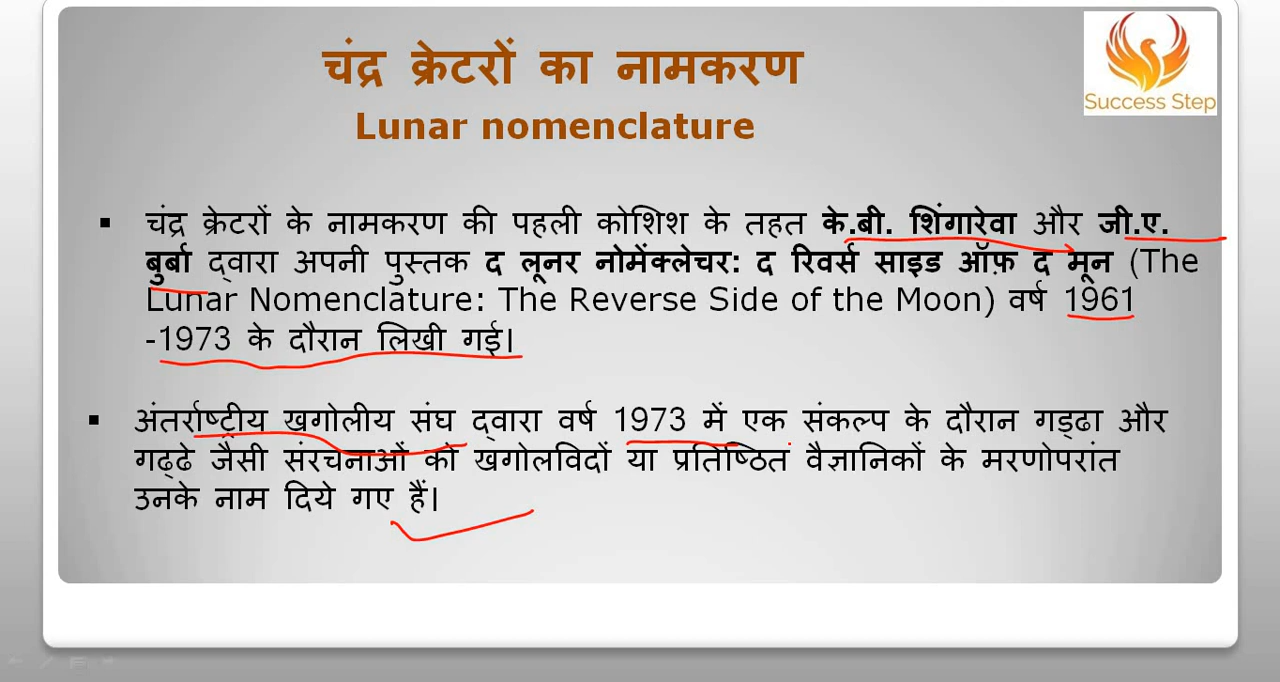 चंद्र क्रेटरों का नामकरण
Success Step
Lunar nomenclature
▪ चंद्र क्रेटरों के नामकरण की पहली कोशिश के तहत के.बी. शिंगारेवा और जी.ए.
बुर्बा द्वारा अपनी पुस्तक द लूनर नोमेंक्लेचर: द रिवर्स साइड ऑफ़ द मून (The
Lunar Nomenclature: The Reverse Side of the Moon) वर्ष 1961
-1973 के दौरान लिखी गई।
▪ अंतर्राष्ट्रीय खगोलीय संघ द्वारा वर्ष 1973 में एक संकल्प के दौरान गड्ढा और
गढ्ढे जैसी संरचनाओं को खगोलविदों या प्रतिष्ठित वैज्ञानिकों के मरणोपरांत
उनके नाम दिये गए हैं।